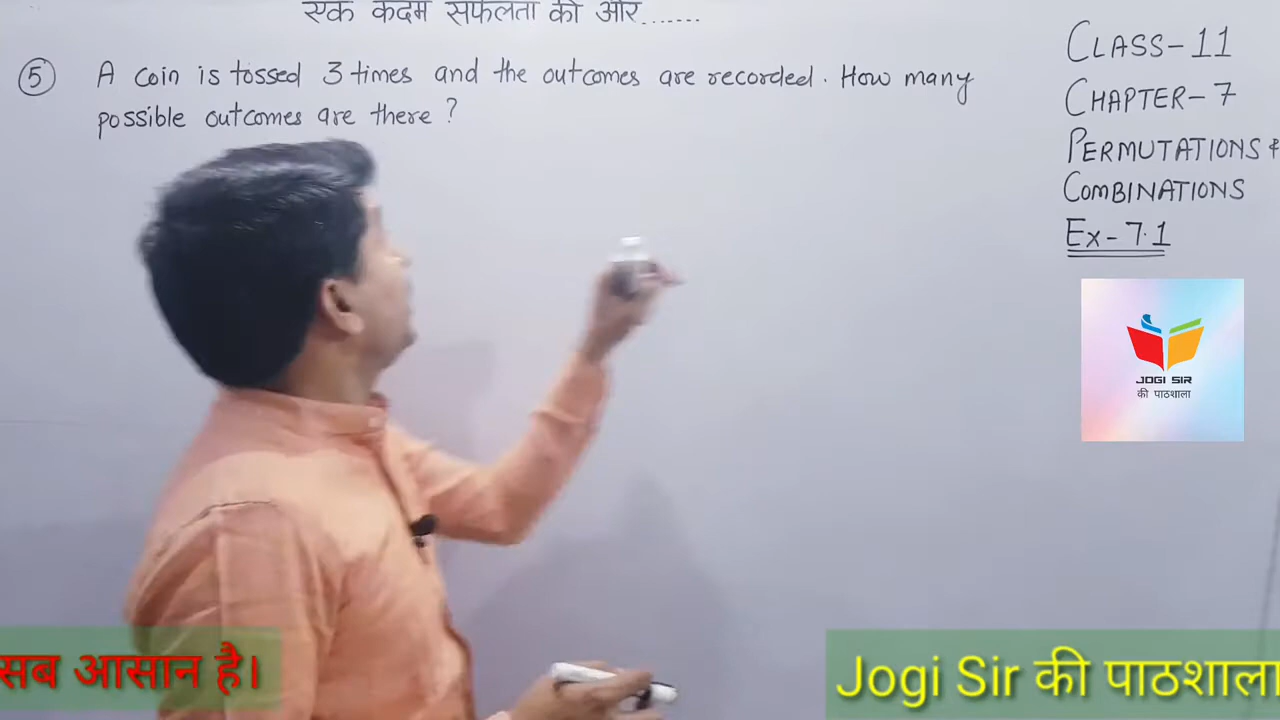 एक कदम सफलता की ओर.......
⑤ A coin is tossed 3 times and the outcomes are recorded. How many
possible outcomes are there ?
CLASS-11
CHAPTER-7
PERMUTATIONS &
COMBINATIONS
Ex-7.1
JOGI SIR
की पाठशाला
सब आसान है।
Jogi Sir की पाठशाला